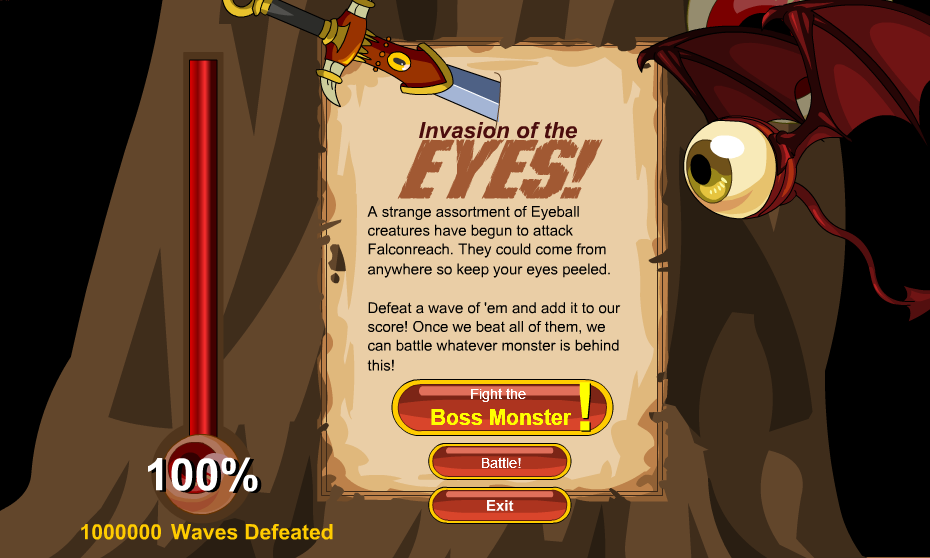 Invasion of the
EYES!
A strange assortment of Eyeball
creatures have begun to attack
Falconreach. They could come from
anywhere so keep your eyes peeled.
Defeat a wave of 'em and add it to our
score! Once we beat all of them, we
can battle whatever monster is behind
this!
Fight the
Boss Monster !
Battle!
Exit
100%
1000000 Waves Defeated